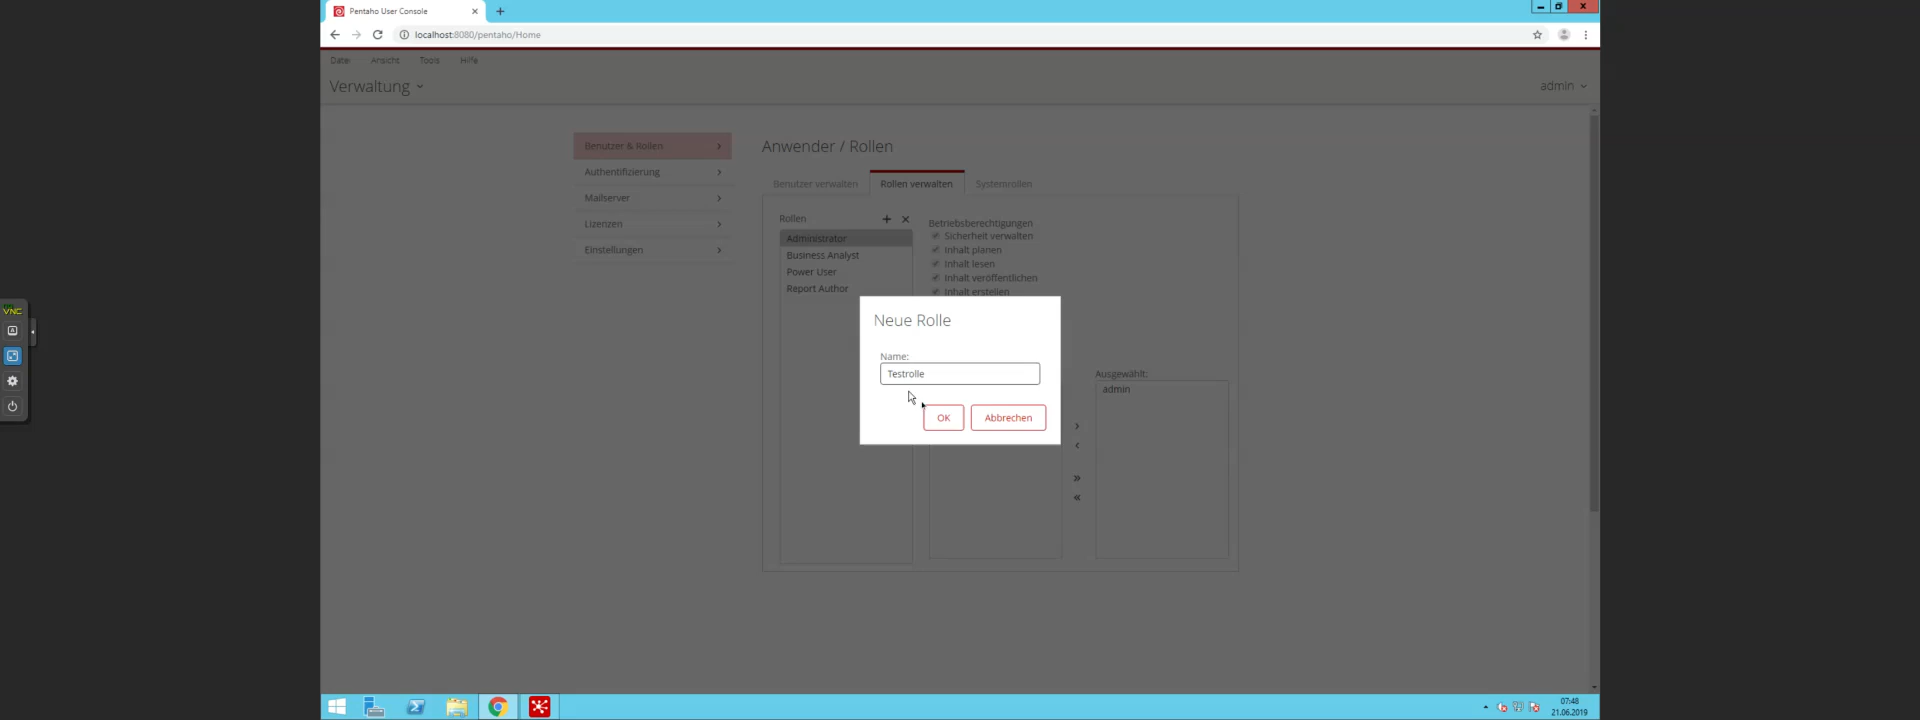 Pentaho User Console
localhost:8080/pentaho/Home
Datei Ansicht Tools Hilfe
Verwaltung
admin
Benutzer & Rollen
Authentifizierung
Mailserver
Lizenzen
Einstellungen
Anwender / Rollen
Benutzer verwalten Rollen verwalten Systemrollen
Rollen
Administrator
Business Analyst
Power User
Report Author
Betriebsberechtigungen
Sicherheit verwalten
Inhalt planen
Inhalt lesen
Inhalt veröffentlichen
Inhalt erstellen
Neue Rolle
Name:
Testrolle
OK Abbrechen
Ausgewählt:
admin
VNC
07:48
21.06.2019